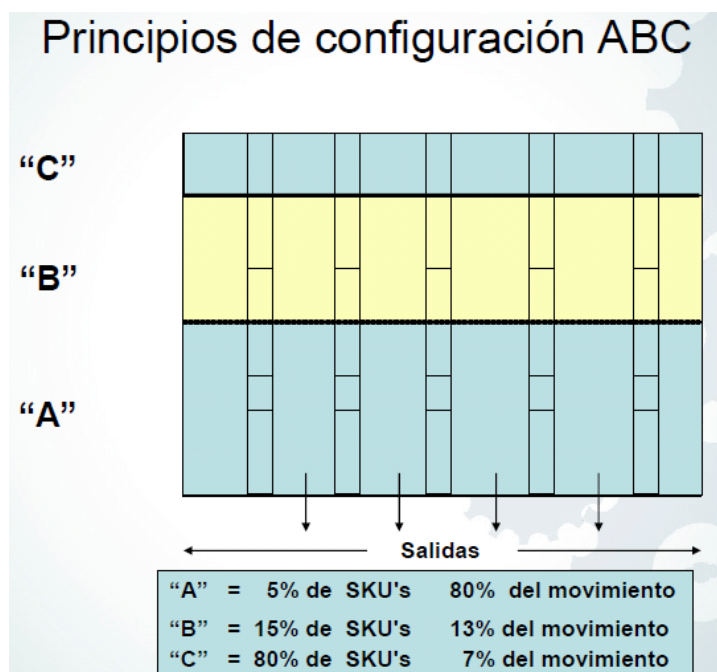 Principios de configuración ABC
“C”
“B”
“A”
Salidas
“A” = 5% de SKU's 80% del movimiento
“B” = 15% de SKU's 13% del movimiento
“C” = 80% de SKU's 7% del movimiento